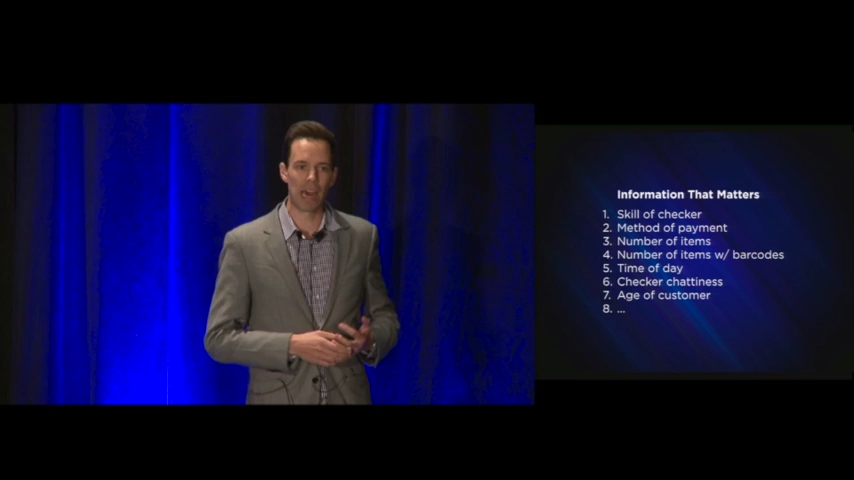 Information That Matters
1. Skill of checker
2. Method of payment
3. Number of items
4. Number of items w/ barcodes
5. Time of day
6. Checker chattiness
7. Age of customer
8. ...